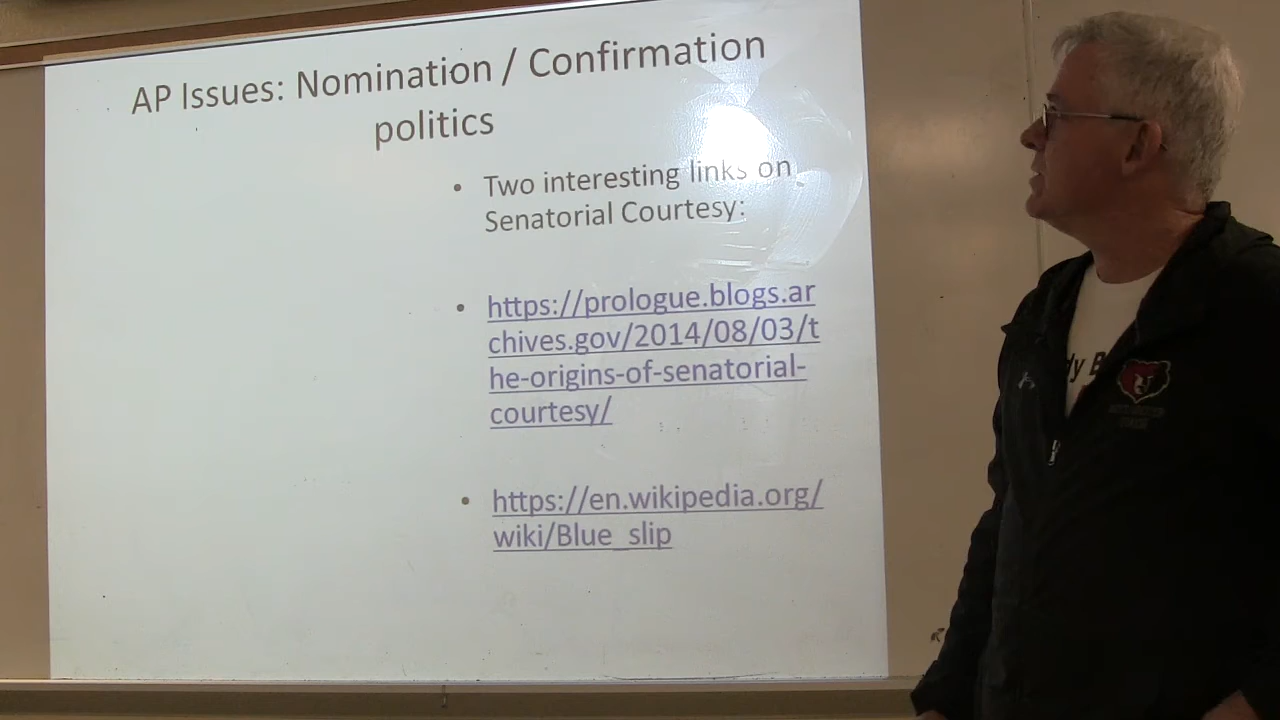 AP Issues: Nomination / Confirmation
politics
• Two interesting links on
Senatorial Courtesy:
• https://prologue.blogs.ar
chives.gov/2014/08/03/t
he-origins-of-senatorial-
courtesy/
• https://en.wikipedia.org/
wiki/Blue_slip